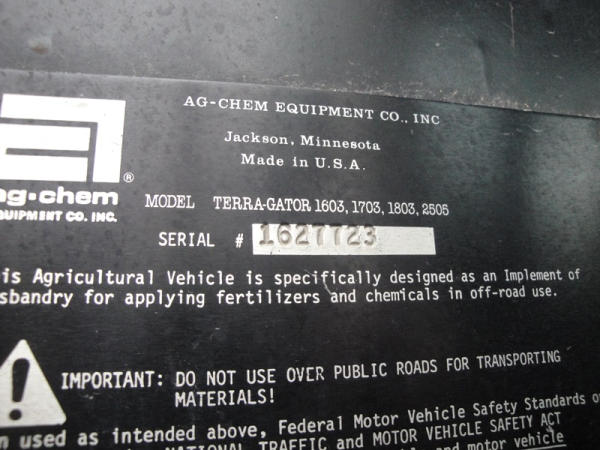 AG-CHEM EQUIPMENT CO., INC
Jackson, Minnesota
Made in U.S.A.
ag·chem ®
EQUIPMENT CO. INC.
MODEL TERRA-GATOR 1603, 1703, 1803, 2505
SERIAL # 1627723
is Agricultural Vehicle is specifically designed as an Implement of
sbandry for applying fertilizers and chemicals in off-road use.
IMPORTANT: DO NOT USE OVER PUBLIC ROADS FOR TRANSPORTING
MATERIALS!
n used as intended above, Federal Motor Vehicle Safety Standards o
NATIONAL TRAFFIC and MOTOR VEHICLE SAFETY ACT
and motor vehicle